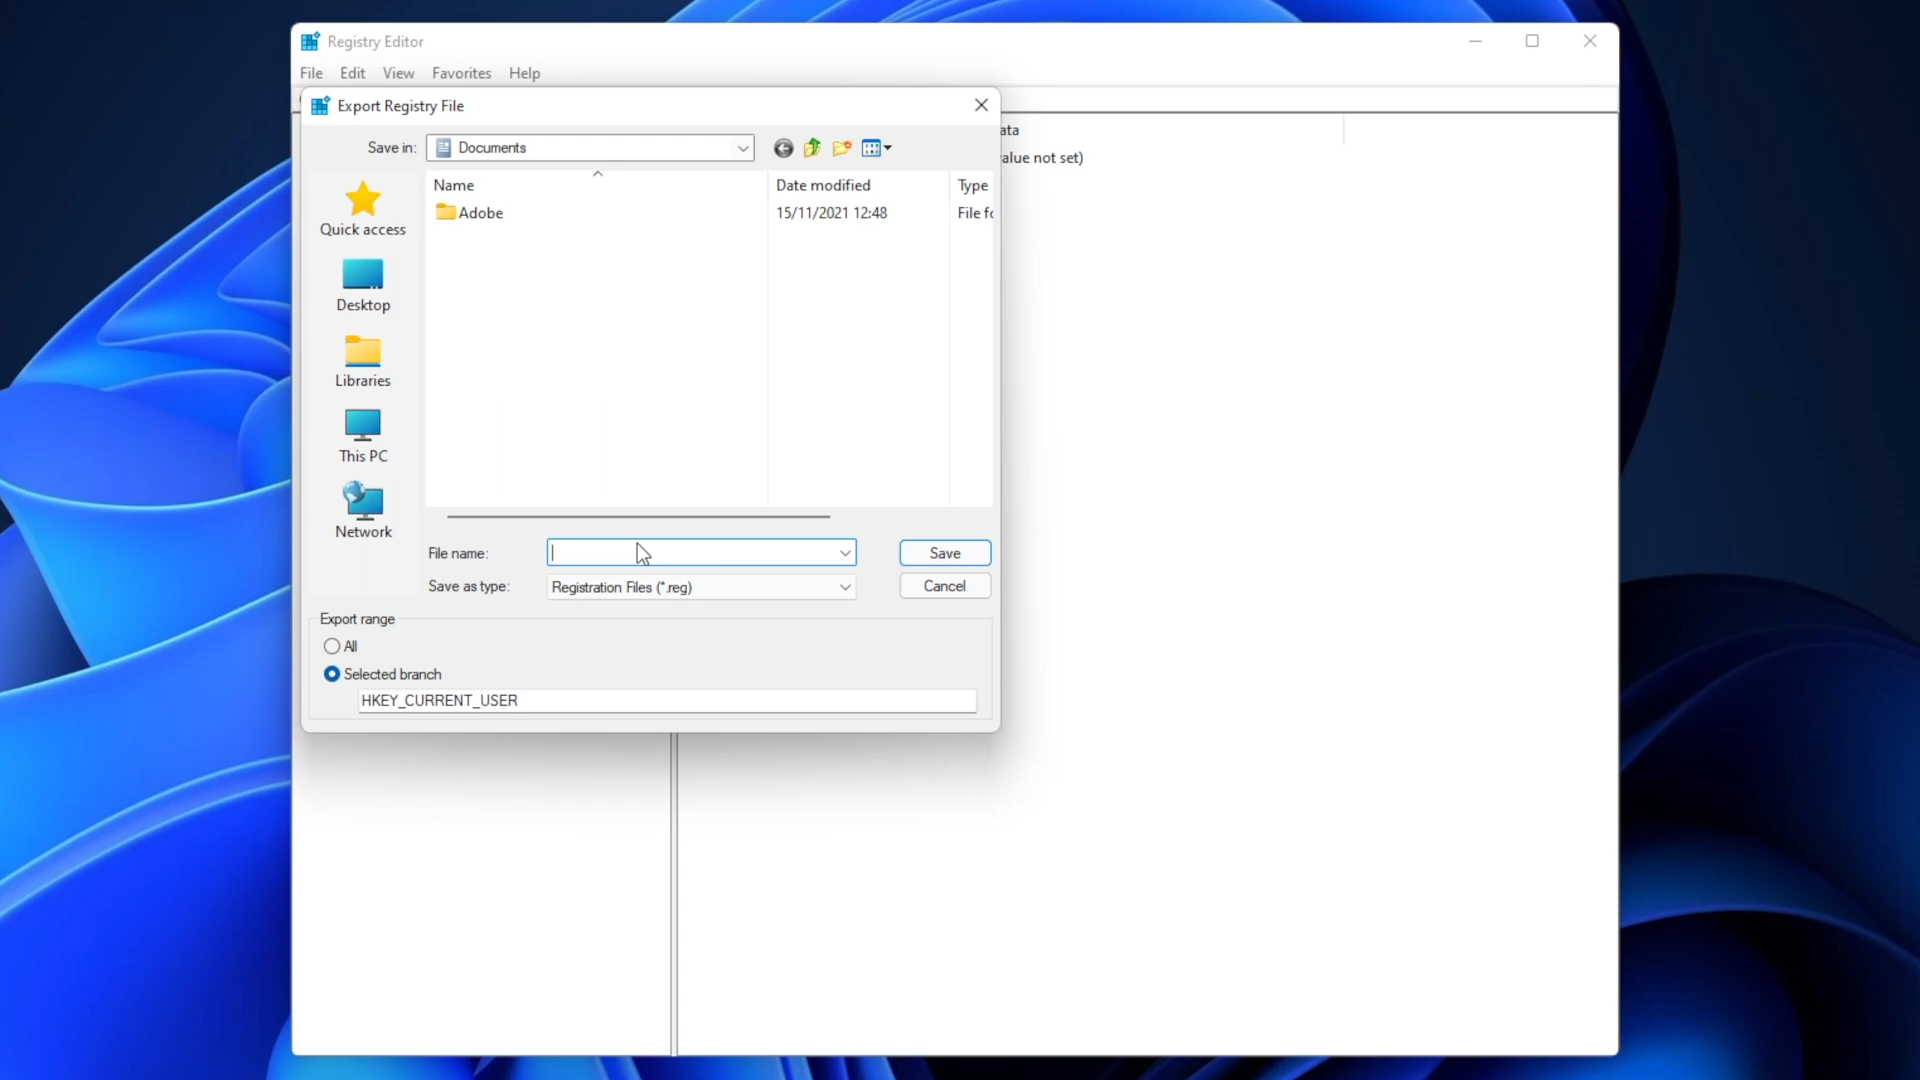 Registry Editor
File Edit View Favorites Help
Export Registry File
Save in: Documents
Name Date modified Type
Adobe 15/11/2021 12:48
Quick access
Desktop
Libraries
This PC
Network
File name: Save
Save as type: Registration Files (*.reg) Cancel
Export range
All
Selected branch
HKEY_CURRENT_USER
ata
alue not set)